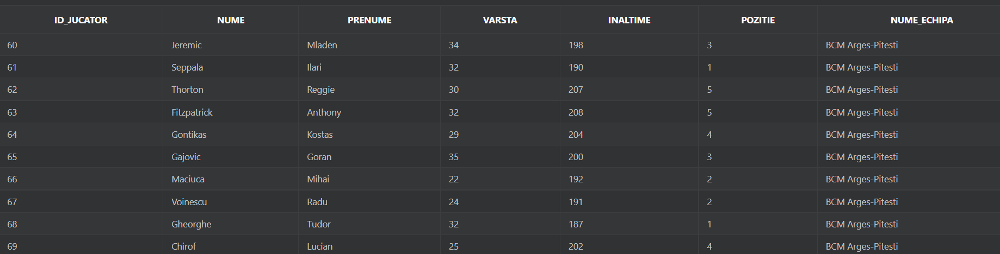 ID_JUCATOR NUME PRENUME VARSTA INALTIME POZITIE NUME_ECHIPA
60 Jeremic Mladen 34 198 3 BCM Arges-Pitesti
61 Seppala Ilari 32 190 1 BCM Arges-Pitesti
62 Thorton Reggie 30 207 5 BCM Arges-Pitesti
63 Fitzpatrick Anthony 32 208 5 BCM Arges-Pitesti
64 Gontikas Kostas 29 204 4 BCM Arges-Pitesti
65 Gajovic Goran 35 200 3 BCM Arges-Pitesti
66 Maciuca Mihai 22 192 2 BCM Arges-Pitesti
67 Voinescu Radu 24 191 2 BCM Arges-Pitesti
68 Gheorghe Tudor 32 187 1 BCM Arges-Pitesti
69 Chirof Lucian 25 202 4 BCM Arges-Pitesti